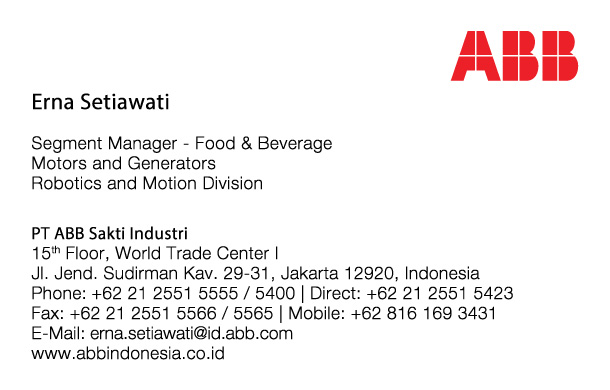 ABB
Erna Setiawati
Segment Manager - Food & Beverage
Motors and Generators
Robotics and Motion Division
PT ABB Sakti Industri
15th Floor, World Trade Center I
Jl. Jend. Sudirman Kav. 29-31, Jakarta 12920, Indonesia
Phone: +62 21 2551 5555 / 5400 | Direct: +62 21 2551 5423
Fax: +62 21 2551 5566 / 5565 | Mobile: +62 816 169 3431
E-Mail: erna.setiawati@id.abb.com
www.abbindonesia.co.id